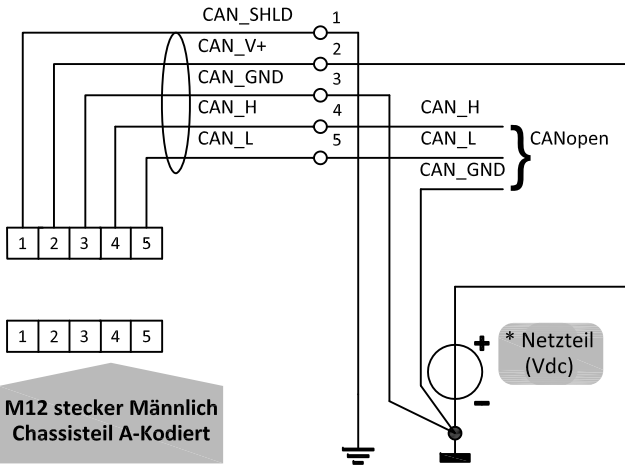 CAN_SHLD 1
CAN_V+ 2
CAN_GND 3
CAN_H 4 CAN_H
CAN_L 5 CAN_L
CANopen
CAN_GND
1 2 3 4 5
1 2 3 4 5
+
* Netzteil
(Vdc)
−
M12 stecker Männlich
Chassisteil A-Kodiert